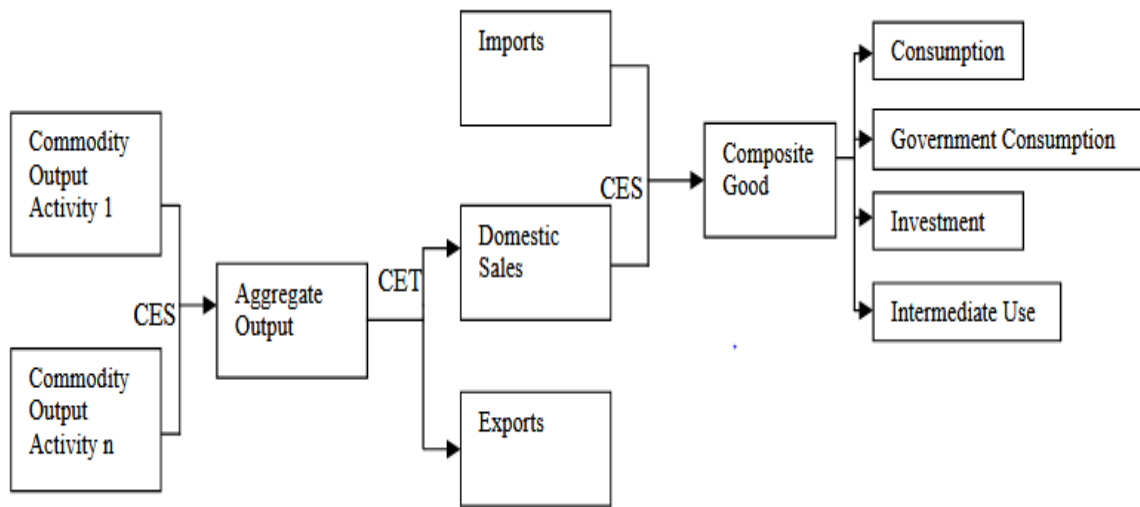 Commodity
Output
Activity 1
Commodity
Output
Activity n
CES
Aggregate
Output
CET
Imports
Domestic
Sales
Exports
CES
Composite
Good
Consumption
Government Consumption
Investment
Intermediate Use